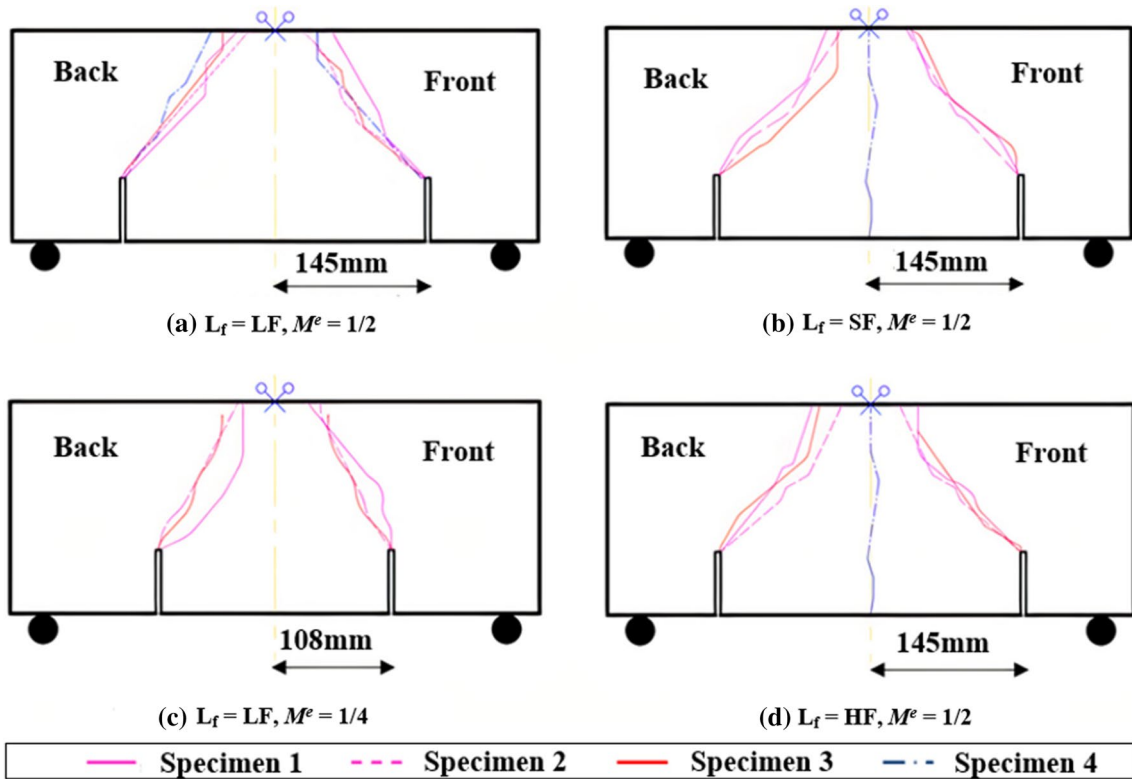 Back Front
145mm
(a) Lf = LF, Me = 1/2
Back Front
145mm
(b) Lf = SF, Me = 1/2
Back Front
108mm
(c) Lf = LF, Me = 1/4
Back Front
145mm
(d) Lf = HF, Me = 1/2
Specimen 1 Specimen 2 Specimen 3 Specimen 4